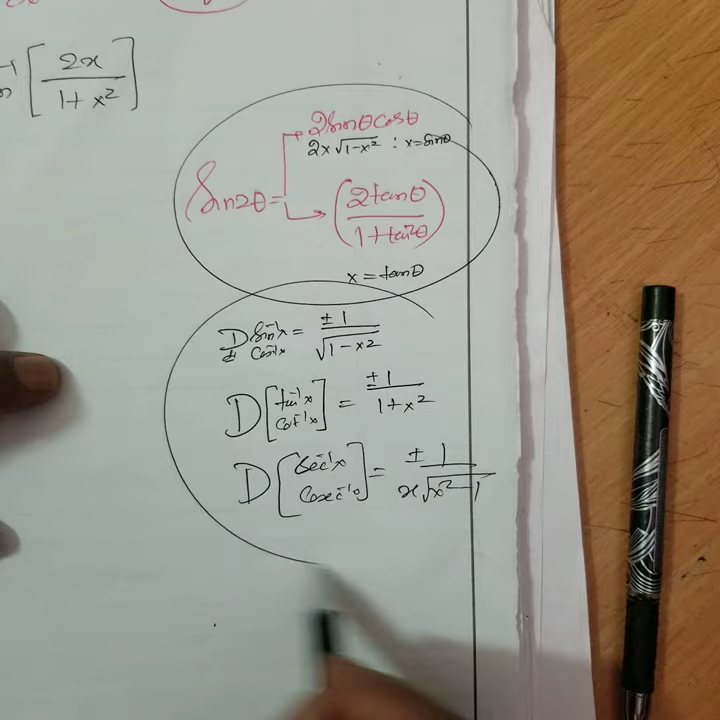 [2x / 1+x²]
2sinθcosθ
2x√1-x² : x=sinθ
Sin2θ =
(2tanθ / 1+tan²θ)
x = tanθ
D sin⁻¹x cos⁻¹x = ±1 / √1-x2
D [tan⁻¹x cot⁻¹x] = ±1 / 1+x²
D [sec⁻¹x cosec⁻¹x] = ±1 / x√x²-1